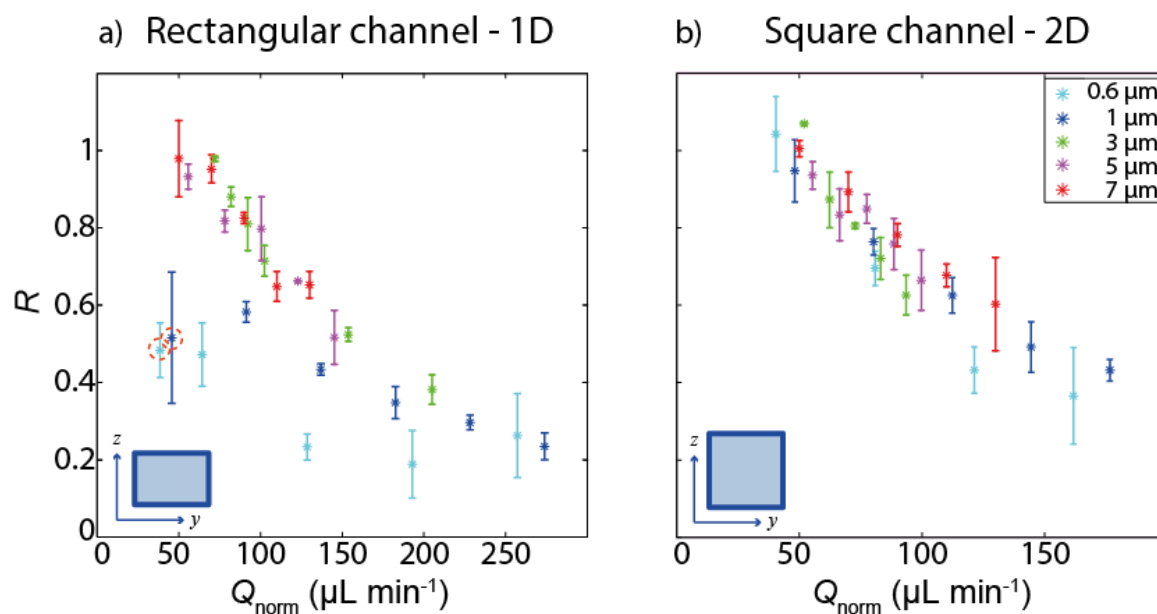 a) Rectangular channel - 1D
b) Square channel - 2D
R
1
0.8
0.6
0.4
0.2
0
0 50 100 150 200 250
Q_norm (µL min⁻¹)
z
y
0.6 µm
1 µm
3 µm
5 µm
7 µm
0 50 100 150
Q_norm (µL min⁻¹)
z
y